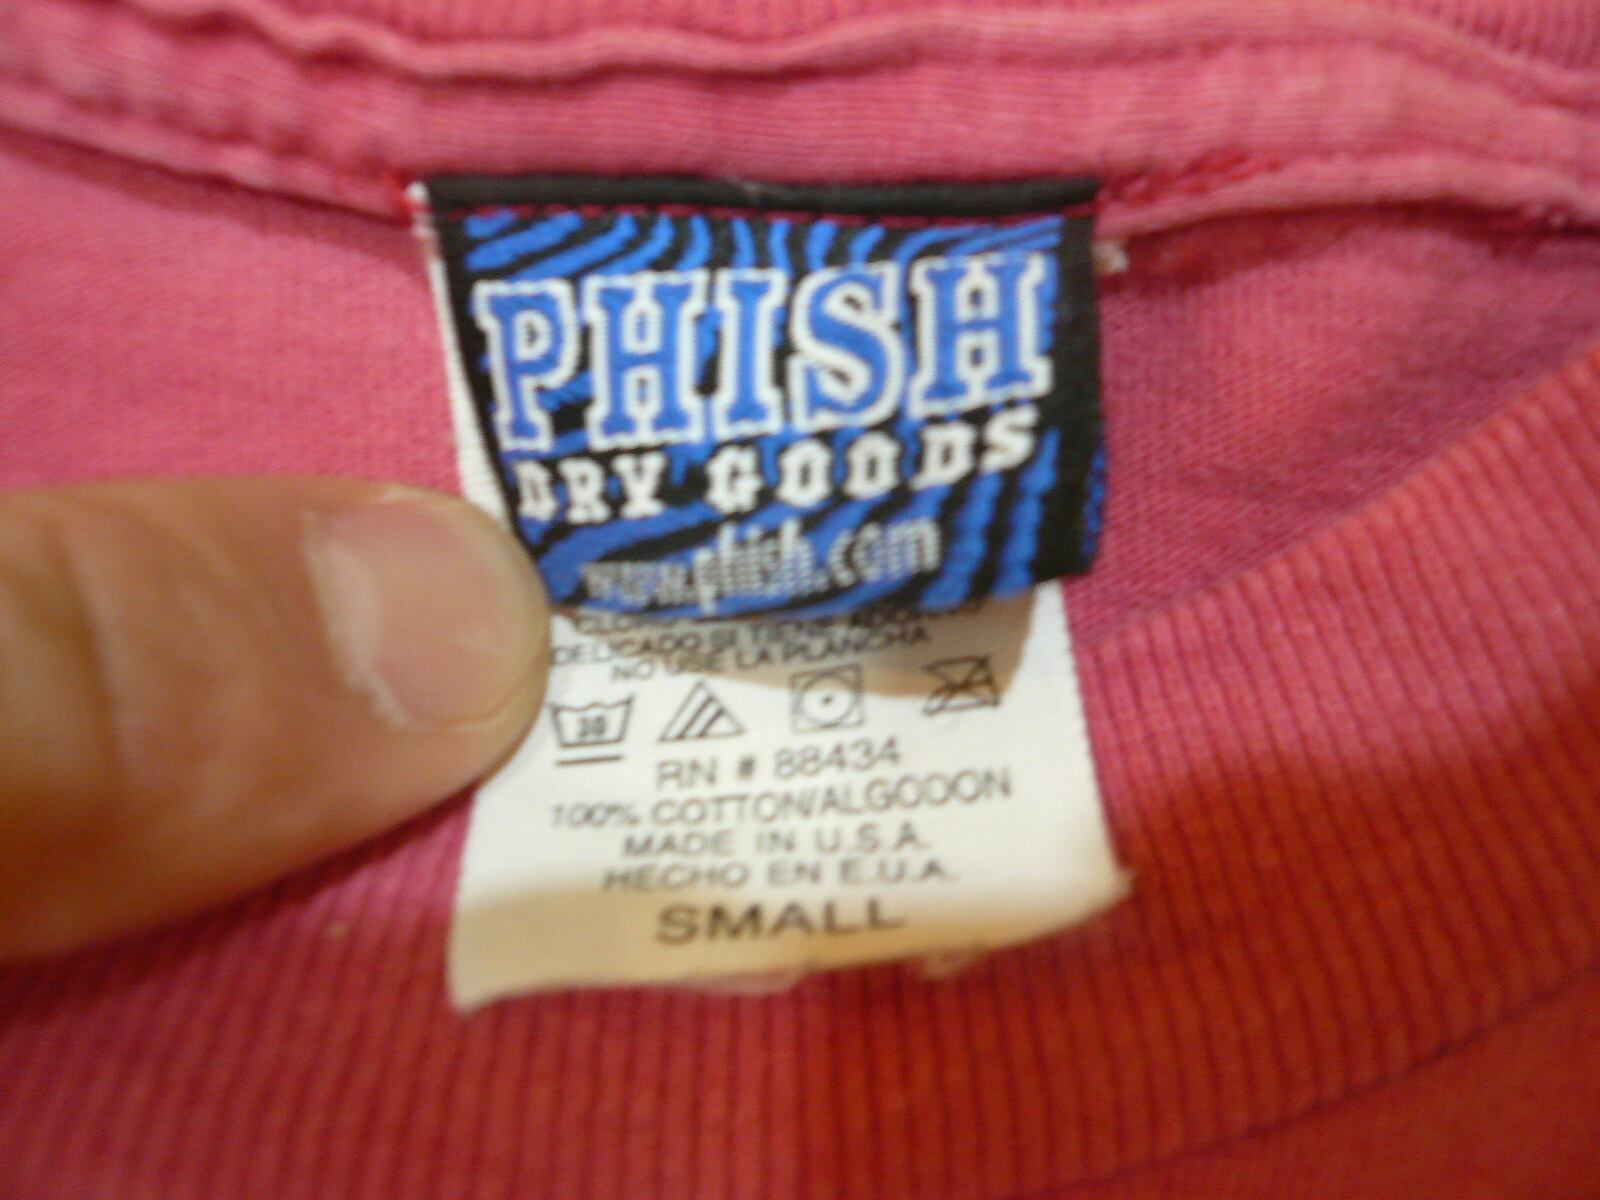 PHISH
DRY GOODS
www.phish.com
DELICADO SI TIENE
NO USE LA PLANCHA
30
RN # 88434
100% COTTON/ALGODON
MADE IN U.S.A.
HECHO EN E.U.A.
SMALL